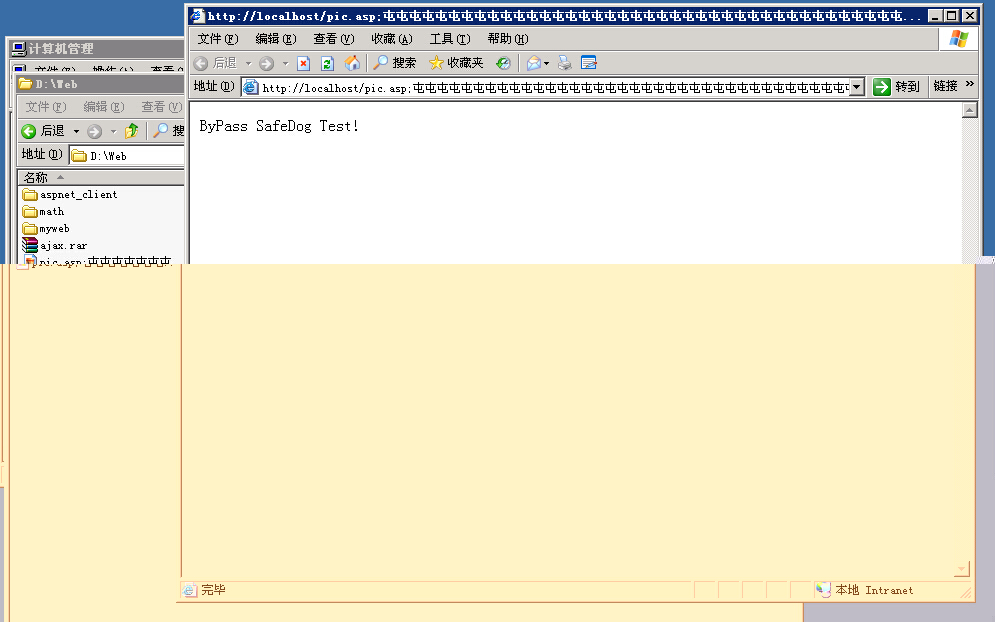 http://localhost/pic.asp;屯屯屯屯屯屯屯屯屯屯屯屯屯屯屯屯屯屯屯屯屯屯屯屯屯屯屯屯屯屯屯屯屯屯屯屯屯屯屯屯...
文件(F) 编辑(E) 查看(V) 收藏(A) 工具(T) 帮助(H)
后退 搜索 收藏夹
地址(D) http://localhost/pic.asp;屯屯屯屯屯屯屯屯屯屯屯屯屯屯屯屯屯屯屯屯屯屯屯屯屯屯屯屯屯屯屯屯屯屯屯屯 转到 链接 »
ByPass SafeDog Test!
完毕
本地 Intranet
计算机管理
文件(F) 操作(A) 查看(
D:\Web
文件(F) 编辑(E) 查看(V)
后退 搜
地址(D) D:\Web
名称
aspnet_client
math
myweb
ajax.rar
pic.asp;屯屯屯屯屯屯屯